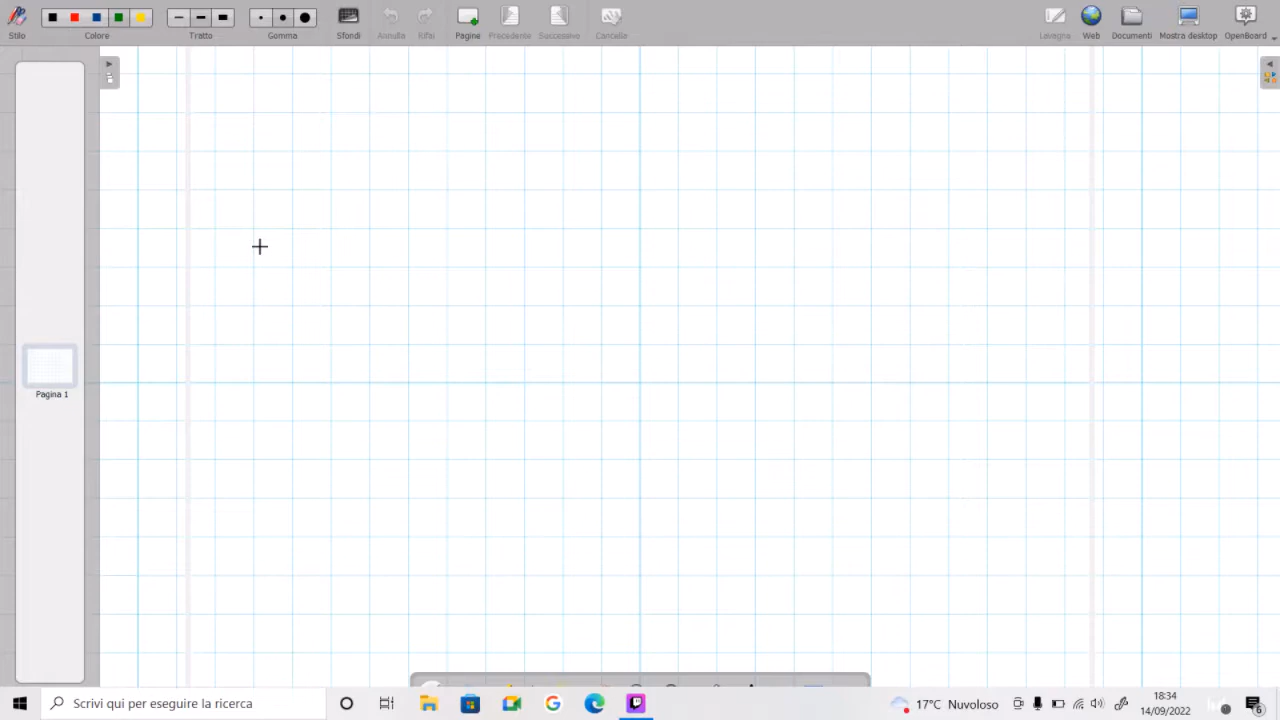 Stilo Colore Tratto Gomma Sfondi Annulla Rifai Pagine Precedente Successivo Cancella Lavagna Web Documenti Mostra desktop OpenBoard
Pagina 1
Scrivi qui per eseguire la ricerca
17°C Nuvoloso
18:34
14/09/2022
6